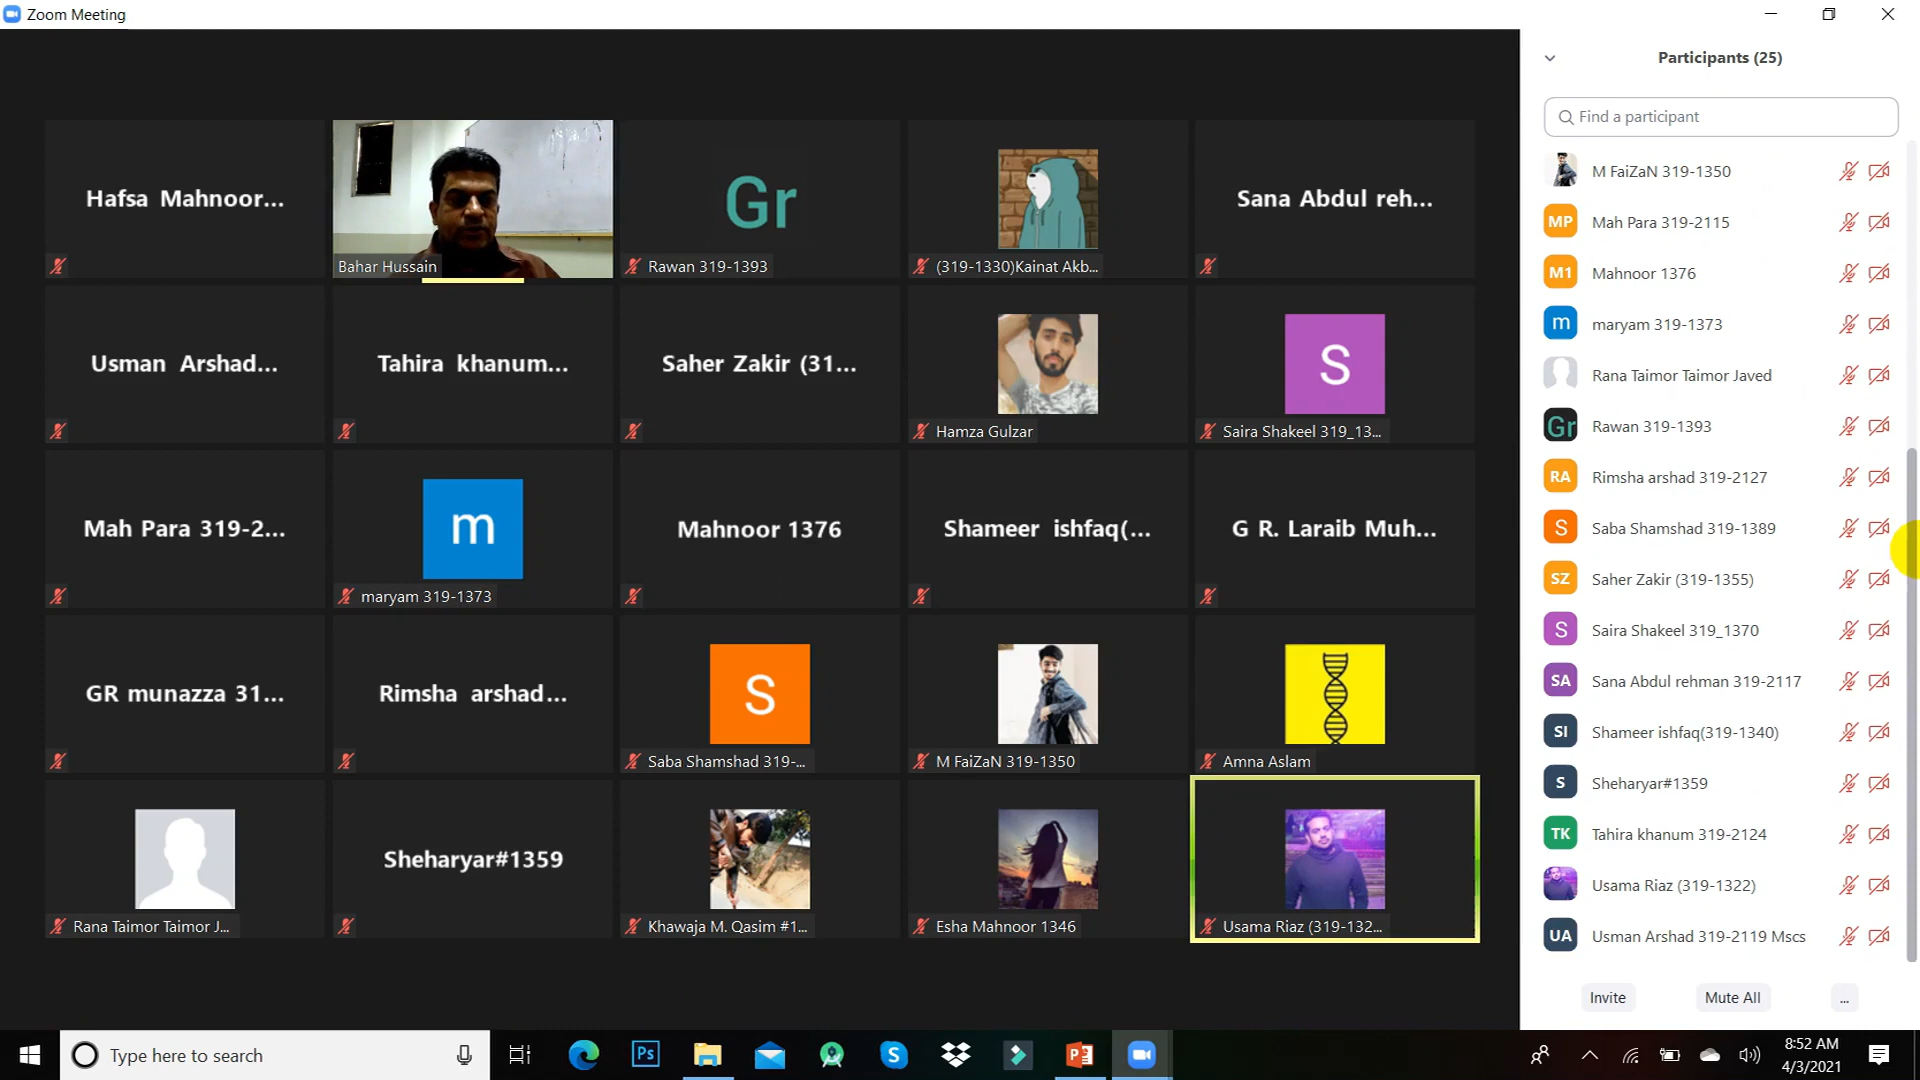 Zoom Meeting
Hafsa Mahnoor...
Bahar Hussain
Gr
Rawan 319-1393
(319-1330)Kainat Akb...
Sana Abdul reh...
Usman Arshad...
Tahira khanum...
Saher Zakir (31...
Hamza Gulzar
S
Saira Shakeel 319_13...
Mah Para 319-2...
m
maryam 319-1373
Mahnoor 1376
Shameer ishfaq(...
G R. Laraib Muh...
GR munazza 31...
Rimsha arshad...
S
Saba Shamshad 319-...
M FaiZaN 319-1350
Amna Aslam
Rana Taimor Taimor J...
Sheharyar#1359
Khawaja M. Qasim #1...
Esha Mahnoor 1346
Usama Riaz (319-132...
Participants (25)
Find a participant
M FaiZaN 319-1350
MP Mah Para 319-2115
M1 Mahnoor 1376
m maryam 319-1373
Rana Taimor Taimor Javed
Gr Rawan 319-1393
RA Rimsha arshad 319-2127
S Saba Shamshad 319-1389
SZ Saher Zakir (319-1355)
S Saira Shakeel 319_1370
SA Sana Abdul rehman 319-2117
SI Shameer ishfaq(319-1340)
S Sheharyar#1359
TK Tahira khanum 319-2124
Usama Riaz (319-1322)
UA Usman Arshad 319-2119 Mscs
Invite Mute All ...
Type here to search
Ps
S
P
8:52 AM
4/3/2021